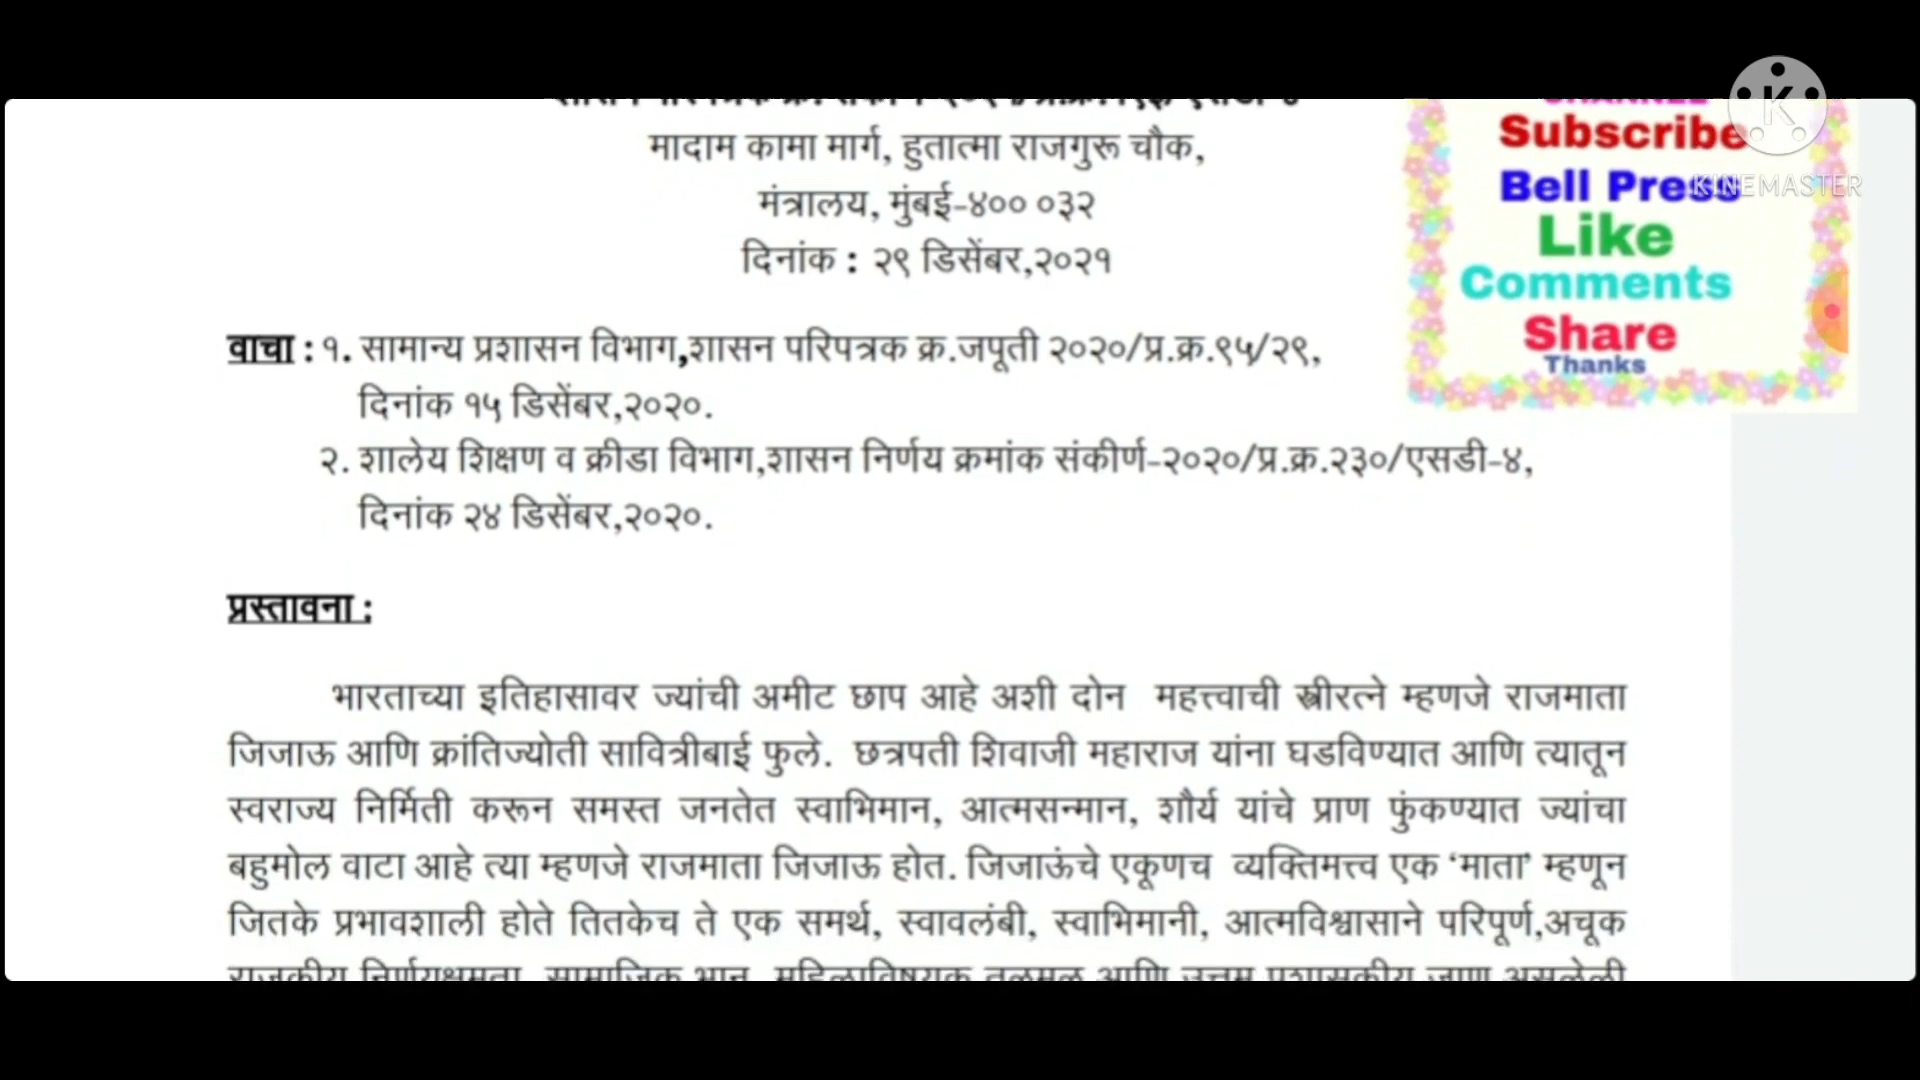 मादाम कामा मार्ग, हुतात्मा राजगुरू चौक,
मंत्रालय, मुंबई-४०० ०३२
दिनांक : २९ डिसेंबर,२०२१
वाचा : १. सामान्य प्रशासन विभाग,शासन परिपत्रक क्र.जपूती २०२०/प्र.क्र.९५/२९,
दिनांक १५ डिसेंबर,२०२०.
२. शालेय शिक्षण व क्रीडा विभाग,शासन निर्णय क्रमांक संकीर्ण-२०२०/प्र.क्र.२३०/एसडी-४,
दिनांक २४ डिसेंबर,२०२०.
प्रस्तावना :
भारताच्या इतिहासावर ज्यांची अमीट छाप आहे अशी दोन महत्त्वाची स्त्रीरत्ने म्हणजे राजमाता
जिजाऊ आणि क्रांतिज्योती सावित्रीबाई फुले. छत्रपती शिवाजी महाराज यांना घडविण्यात आणि त्यातून
स्वराज्य निर्मिती करून समस्त जनतेत स्वाभिमान, आत्मसन्मान, शौर्य यांचे प्राण फुंकण्यात ज्यांचा
बहुमोल वाटा आहे त्या म्हणजे राजमाता जिजाऊ होत. जिजाऊंचे एकूणच व्यक्तिमत्त्व एक ‘माता’ म्हणून
जितके प्रभावशाली होते तितकेच ते एक समर्थ, स्वावलंबी, स्वाभिमानी, आत्मविश्वासाने परिपूर्ण,अचूक
Subscribe
Bell Press
Like
Comments
Share
Thanks
K
KINEMASTER